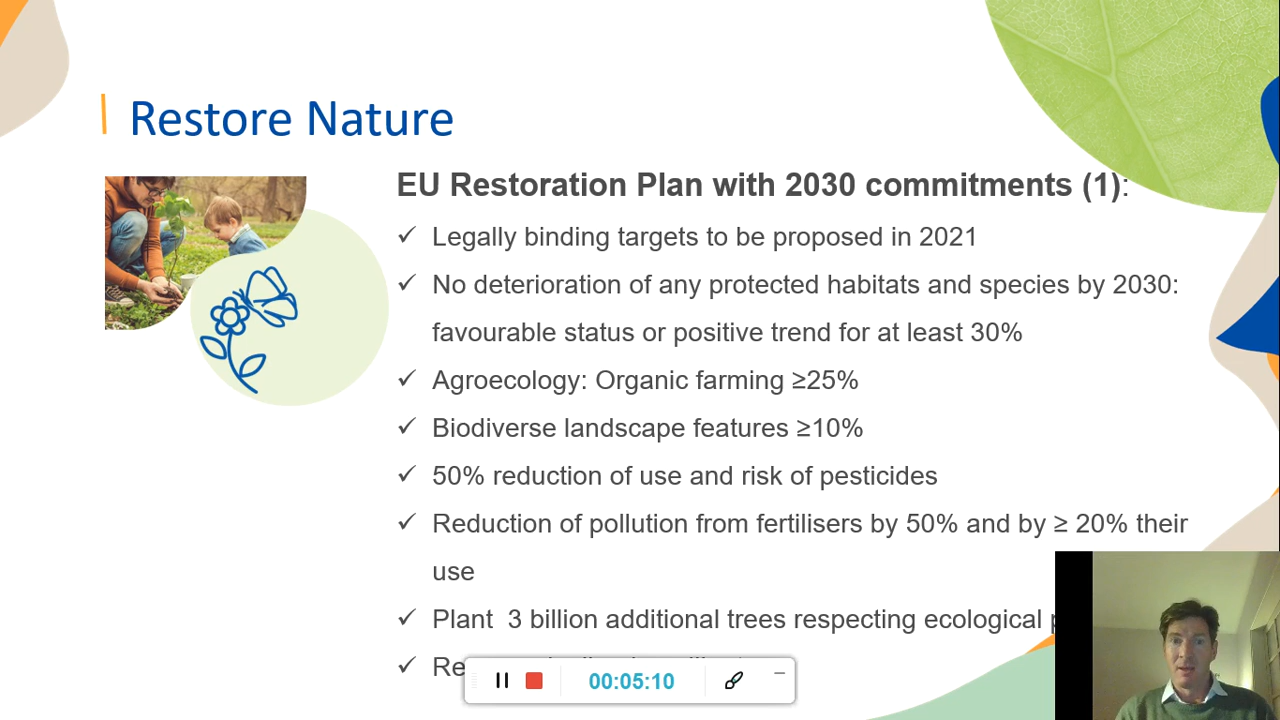 Restore Nature
EU Restoration Plan with 2030 commitments (1):
✓ Legally binding targets to be proposed in 2021
✓ No deterioration of any protected habitats and species by 2030:
favourable status or positive trend for at least 30%
✓ Agroecology: Organic farming ≥25%
✓ Biodiverse landscape features ≥10%
✓ 50% reduction of use and risk of pesticides
✓ Reduction of pollution from fertilisers by 50% and by ≥ 20% their
use
✓ Plant  3 billion additional trees respecting ecological
00:05:10